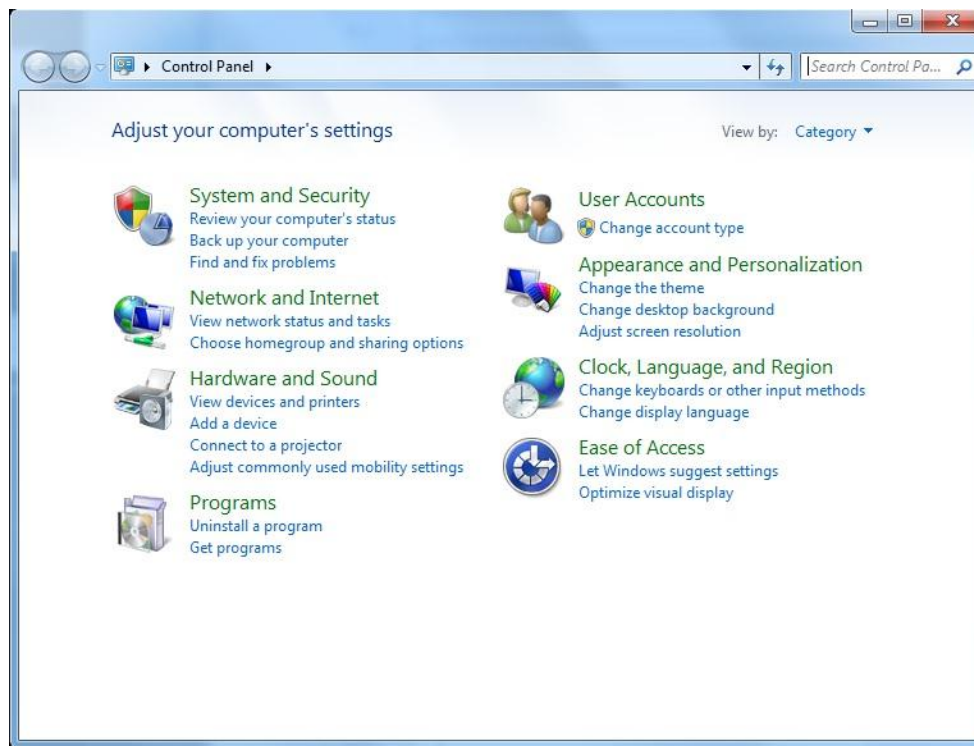 Control Panel
Search Control Pa...
Adjust your computer's settings
View by: Category
System and Security
Review your computer's status
Back up your computer
Find and fix problems
Network and Internet
View network status and tasks
Choose homegroup and sharing options
Hardware and Sound
View devices and printers
Add a device
Connect to a projector
Adjust commonly used mobility settings
Programs
Uninstall a program
Get programs
User Accounts
Change account type
Appearance and Personalization
Change the theme
Change desktop background
Adjust screen resolution
Clock, Language, and Region
Change keyboards or other input methods
Change display language
Ease of Access
Let Windows suggest settings
Optimize visual display